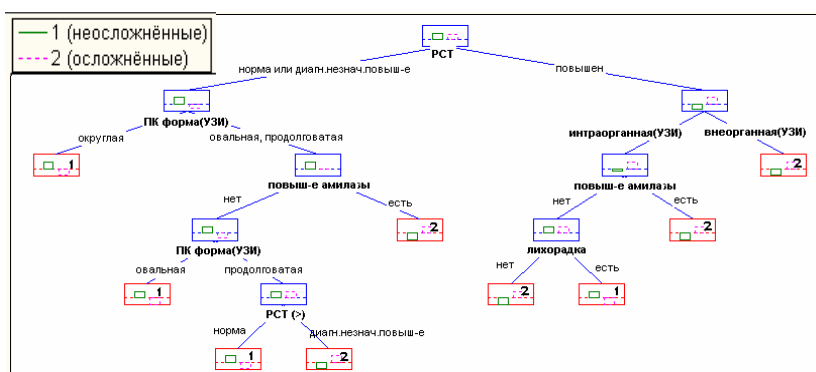 1 (неосложнённые)
2 (осложнённые)
РСТ
норма или диагн.незнач.повыш-е
повышен
ПК форма(УЗИ)
интраорганная(УЗИ)
внеорганная(УЗИ)
округлая
овальная, продолговатая
1
2
повыш-е амилазы
повыш-е амилазы
нет
есть
нет
есть
ПК форма(УЗИ)
2
лихорадка
2
овальная
продолговатая
нет
есть
1
РСТ (>)
2
1
норма
диагн.незнач.повыш-е
1
2